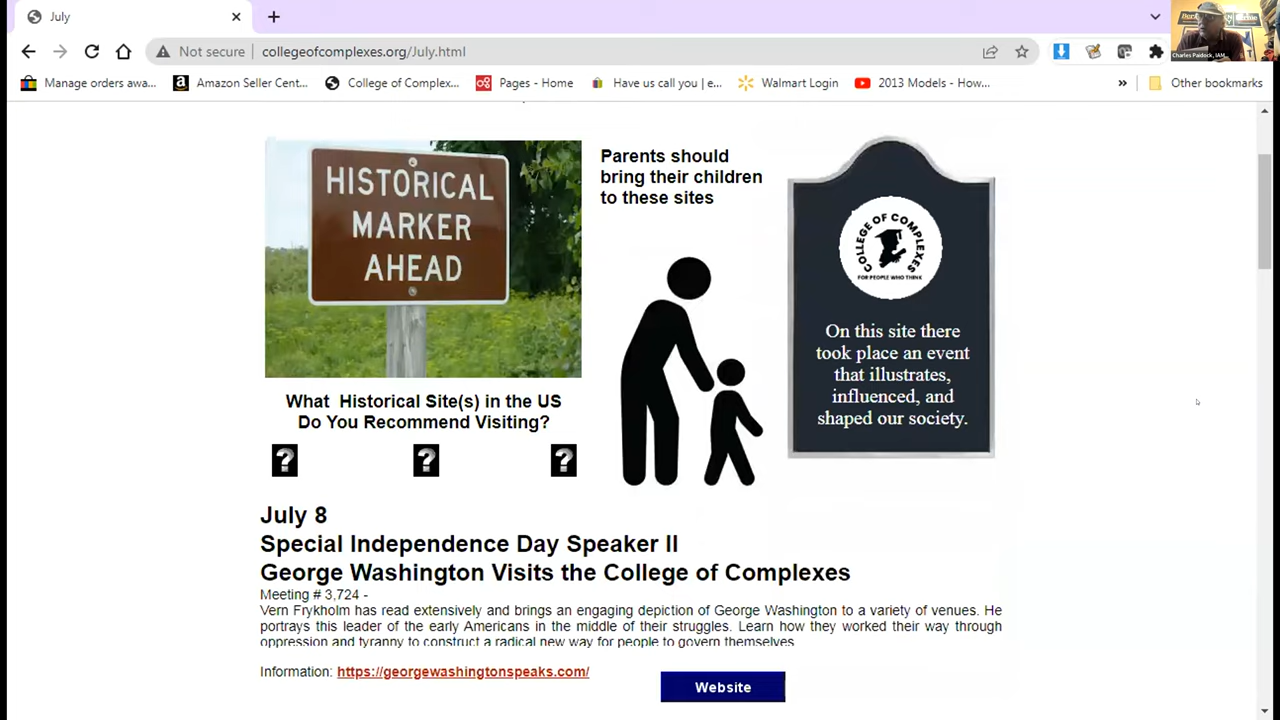 July
Not secure
collegeofcomplexes.org/July.html
Manage orders awa...
Amazon Seller Cent...
College of Complex...
Pages - Home
Have us call you | e...
Walmart Login
2013 Models - How...
»
Other bookmarks
Charles Paidock, IAM...
HISTORICAL
MARKER
AHEAD
Parents should
bring their children
to these sites
COLLEGE OF COMPLEXES
FOR PEOPLE WHO THINK
On this site there
took place an event
that illustrates,
influenced, and
shaped our society.
What Historical Site(s) in the US
Do You Recommend Visiting?
? ? ?
July 8
Special Independence Day Speaker II
George Washington Visits the College of Complexes
Meeting # 3,724 -
Vern Frykholm has read extensively and brings an engaging depiction of George Washington to a variety of venues. He
portrays this leader of the early Americans in the middle of their struggles. Learn how they worked their way through
oppression and tyranny to construct a radical new way for people to govern themselves
Information: https://georgewashingtonspeaks.com/
Website